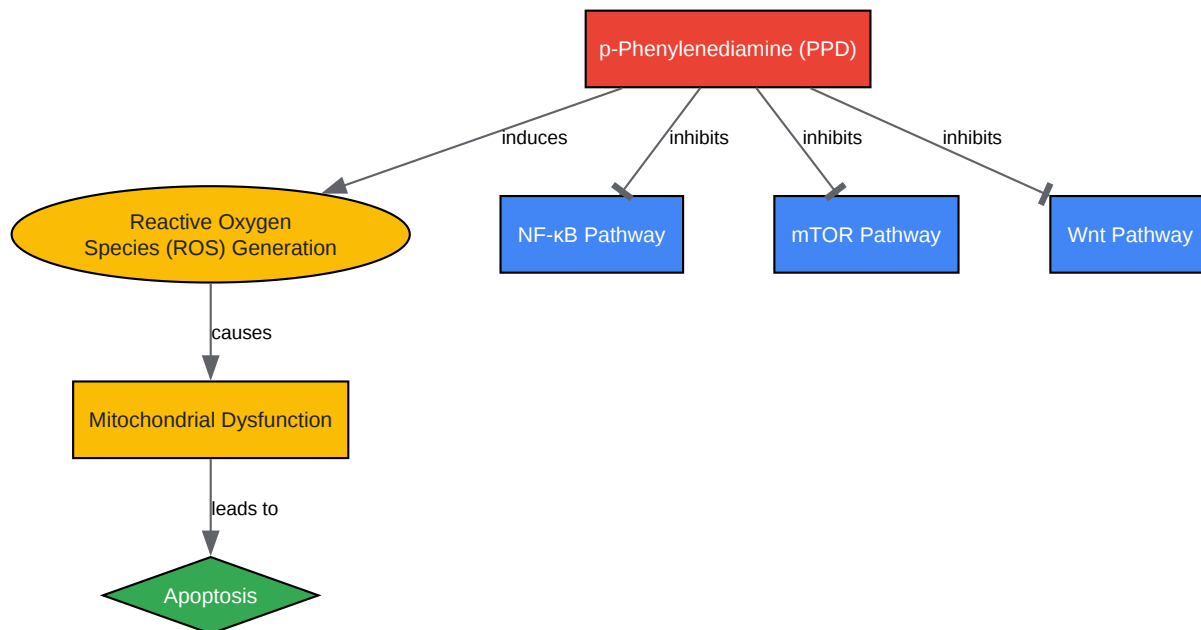 p-Phenylenediamine (PPD)
induces
inhibits
inhibits
inhibits
Reactive Oxygen
Species (ROS) Generation
NF-κB Pathway
mTOR Pathway
Wnt Pathway
causes
Mitochondrial Dysfunction
leads to
Apoptosis